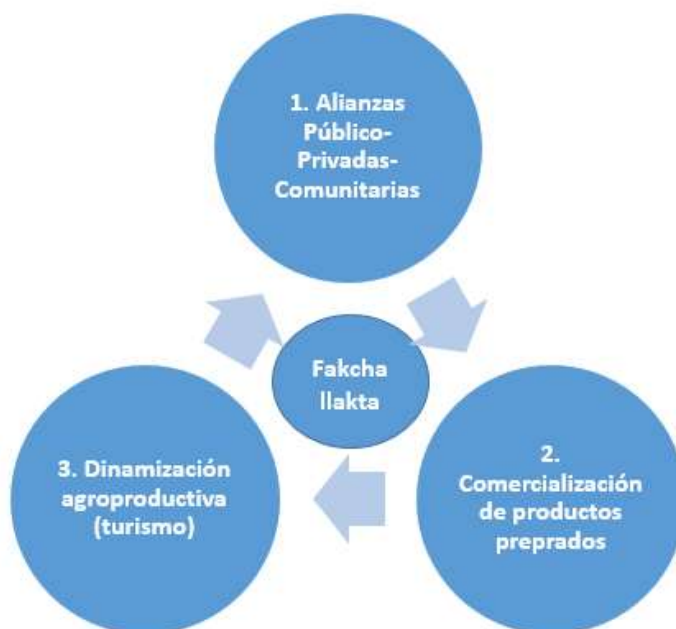 1. Alianzas
Público-
Privadas-
Comunitarias
Fakcha
llakta
2.
Comercialización
de productos
preprados
3. Dinamización
agroproductiva
(turismo)